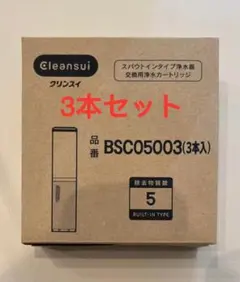 Cleansui
クリンスイ
スパウトインタイプ浄水器
交換用浄水カートリッジ
3本セット
品番 BSC05003(3本入)
除去物質数
5
BUILT-IN TYPE